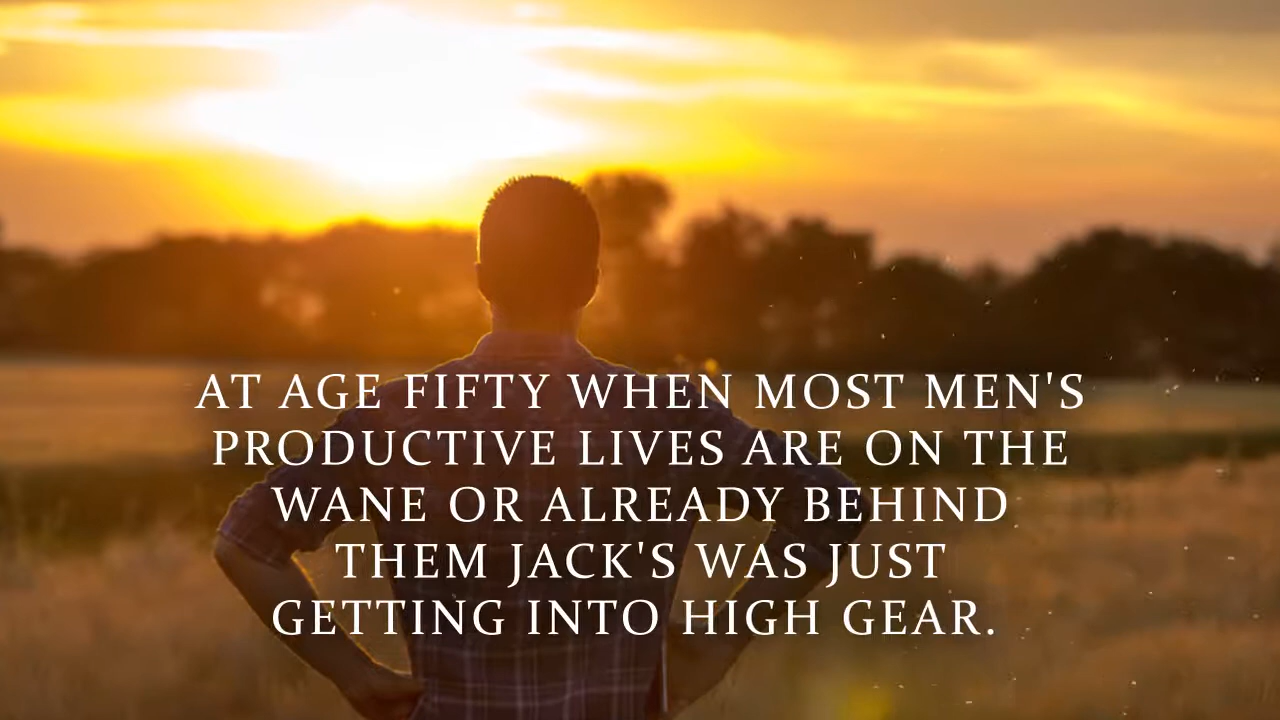 AT AGE FIFTY WHEN MOST MEN'S
PRODUCTIVE LIVES ARE ON THE
WANE OR ALREADY BEHIND
THEM JACK'S WAS JUST
GETTING INTO HIGH GEAR.